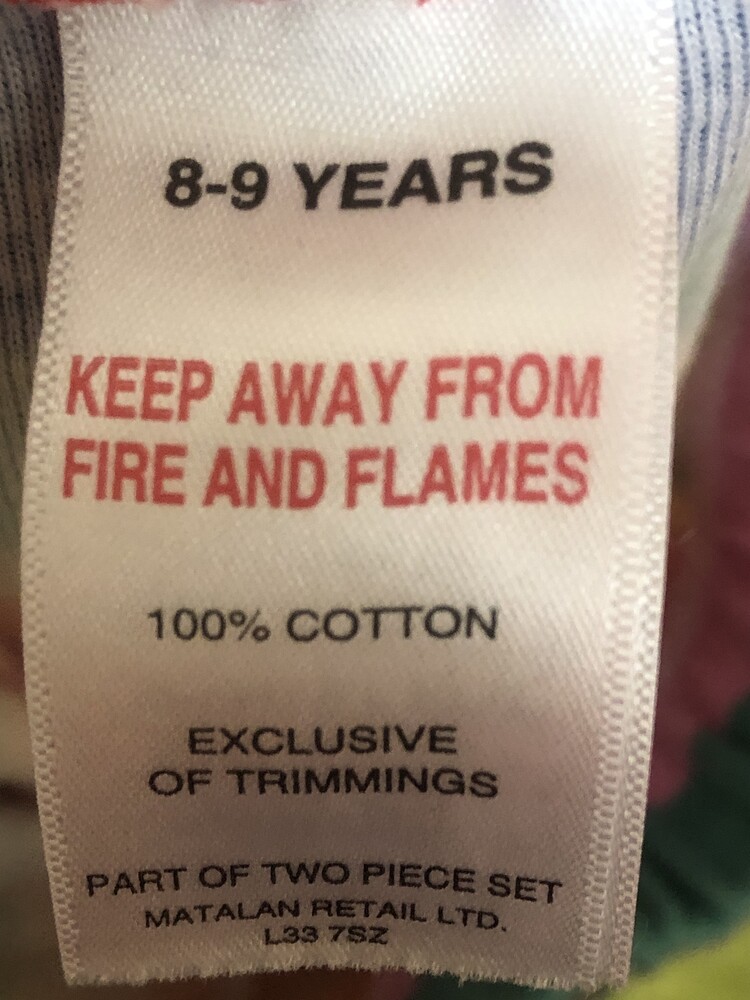 8-9 YEARS
KEEP AWAY FROM
FIRE AND FLAMES
100% COTTON
EXCLUSIVE
OF TRIMMINGS
PART OF TWO PIECE SET
MATALAN RETAIL LTD.
L33 7SZ